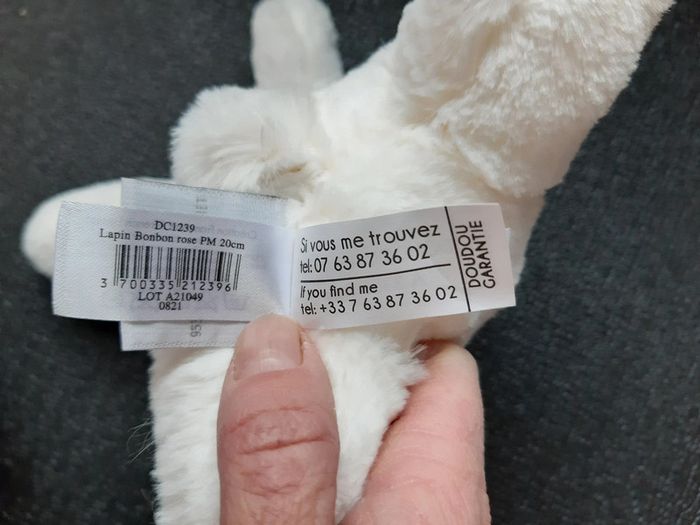 DC1239
Lapin Bonbon rose PM 20cm
3 700335 212396
LOT A21049
0821
Si vous me trouvez
tel: 07 63 87 36 02
If you find me
tel: +33 7 63 87 36 02
DOUDOU
GARANTIE